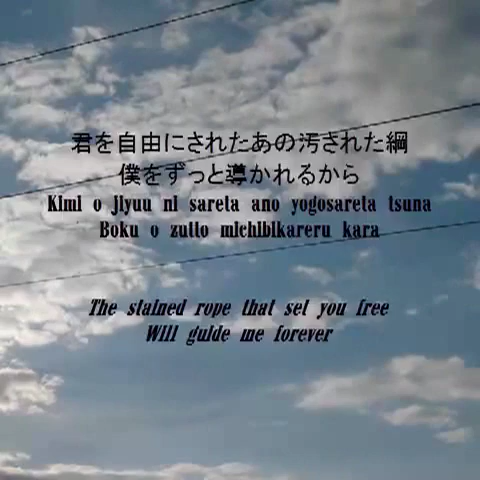 君を自由にされたあの汚された綱
僕をずっと導かれるから
Kimi o jiyuu ni sareta ano yogosareta tsuna
Boku o zutto michibikareru kara
The stained rope that set you free
Will guide me forever